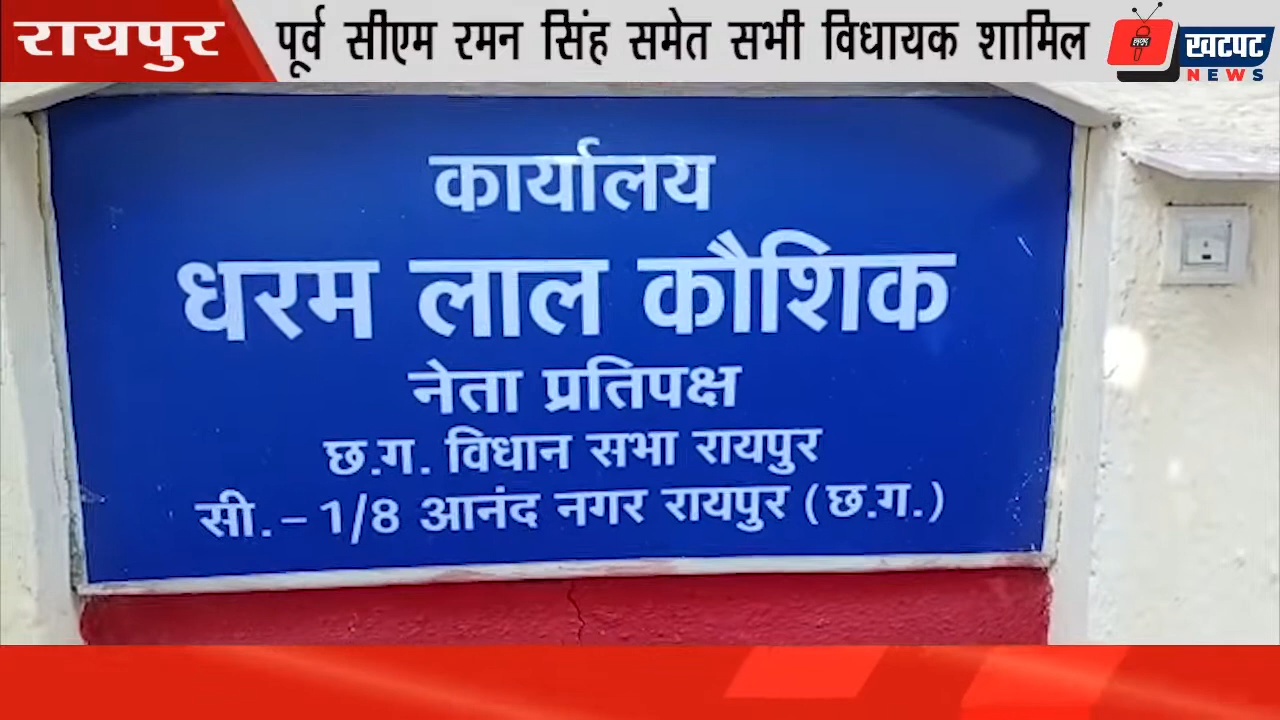 रायपुर
पूर्व सीएम रमन सिंह समेत सभी विधायक शामिल
खटपट
NEWS
कार्यालय
धरम लाल कौशिक
नेता प्रतिपक्ष
छ.ग. विधान सभा रायपुर
सी.– 1/8 आनंद नगर रायपुर (छ.ग.)